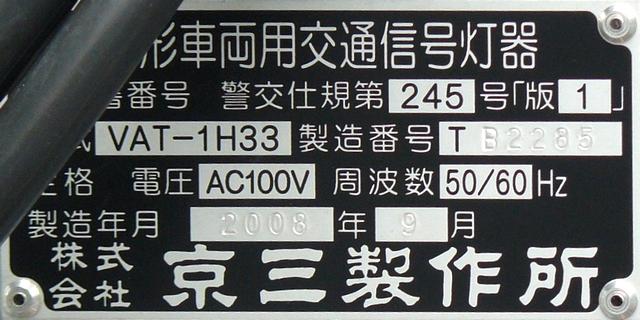 形車両用交通信号灯器
番号 警交仕規第 245 号「版 1 」
VAT-1H33 製造番号 T B2285
格 電圧 AC100V 周波数 50/60 Hz
製造年月 2008 年 9 月
株式会社 京三製作所